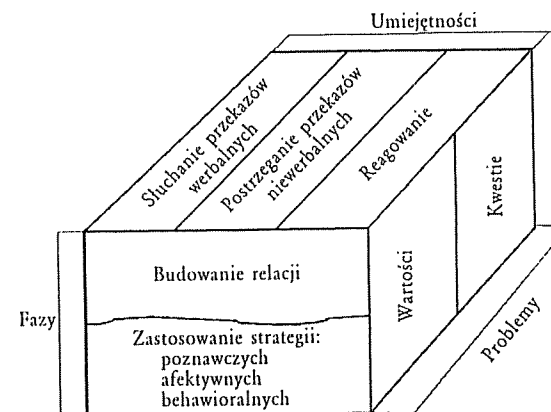 Umiejętności
Słuchanie przekazów
werbalnych
Postrzeganie przekazów
niewerbalnych
Reagowanie
Fazy
Budowanie relacji
Zastosowanie strategii:
poznawczych
afektywnych
behawioralnych
Wartości
Kwestie
Problemy